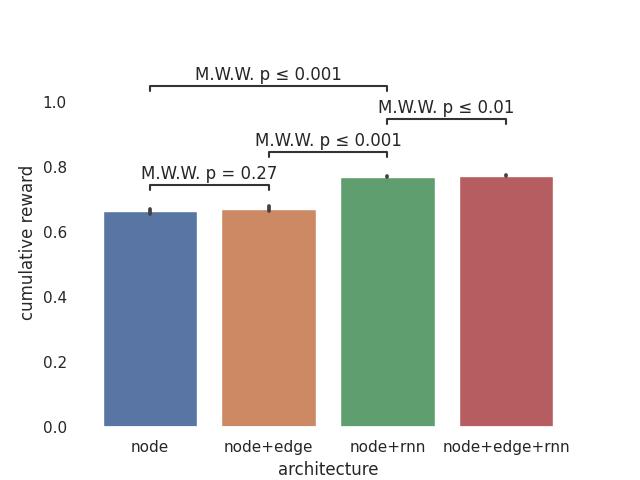 M.W.W. p ≤ 0.001
M.W.W. p ≤ 0.01
M.W.W. p ≤ 0.001
M.W.W. p = 0.27
1.0
0.8
0.6
0.4
0.2
0.0
cumulative reward
node
node+edge
node+rnn
node+edge+rnn
architecture